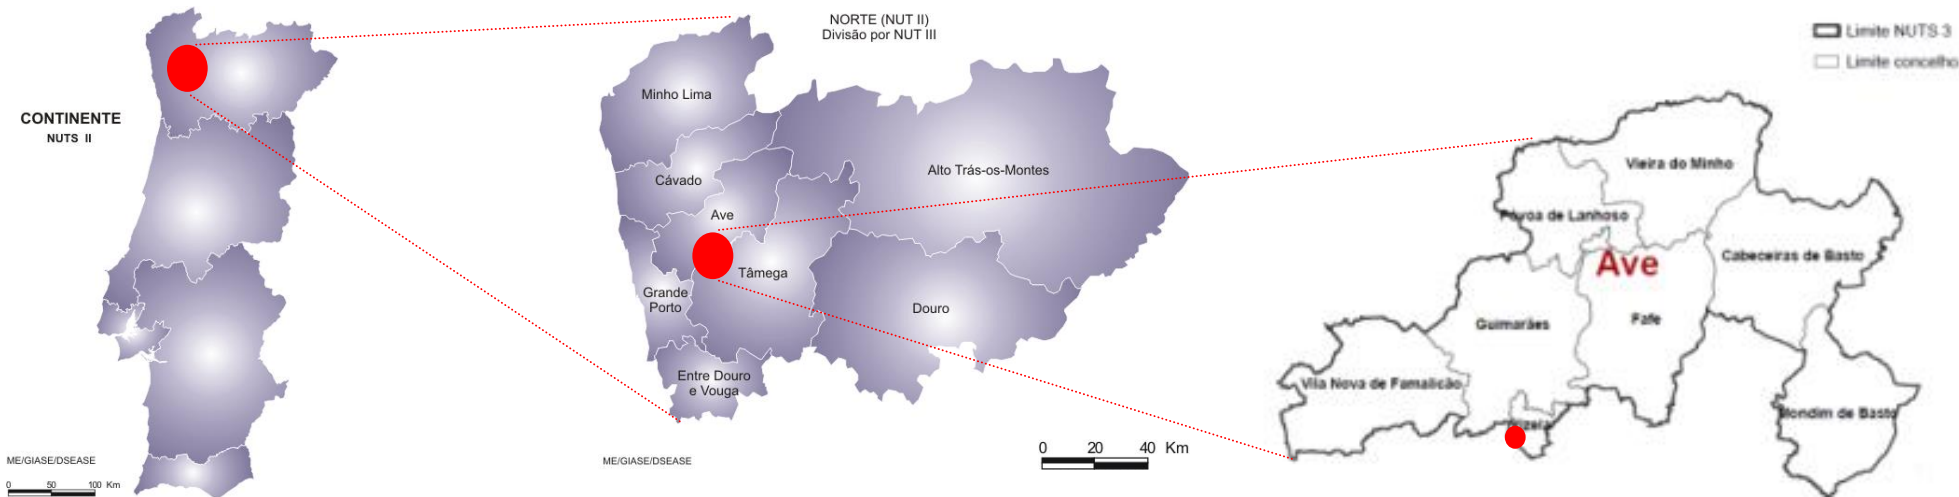 CONTINENTE
NUTS II
ME/GIASE/DSEASE
0 50 100 Km
NORTE (NUT II)
Divisão por NUT III
Minho Lima
Cávado
Ave
Alto Trás-os-Montes
Tâmega
Grande
Porto
Douro
Entre Douro
e Vouga
ME/GIASE/DSEASE
0 20 40 Km
Limite NUTS 3
Limite concelho
Vieira do Minho
Póvoa de Lanhoso
Cabeceiras de Basto
Ave
Guimarães
Fafe
Vila Nova de Famalicão
Mondim de Basto
Vizela